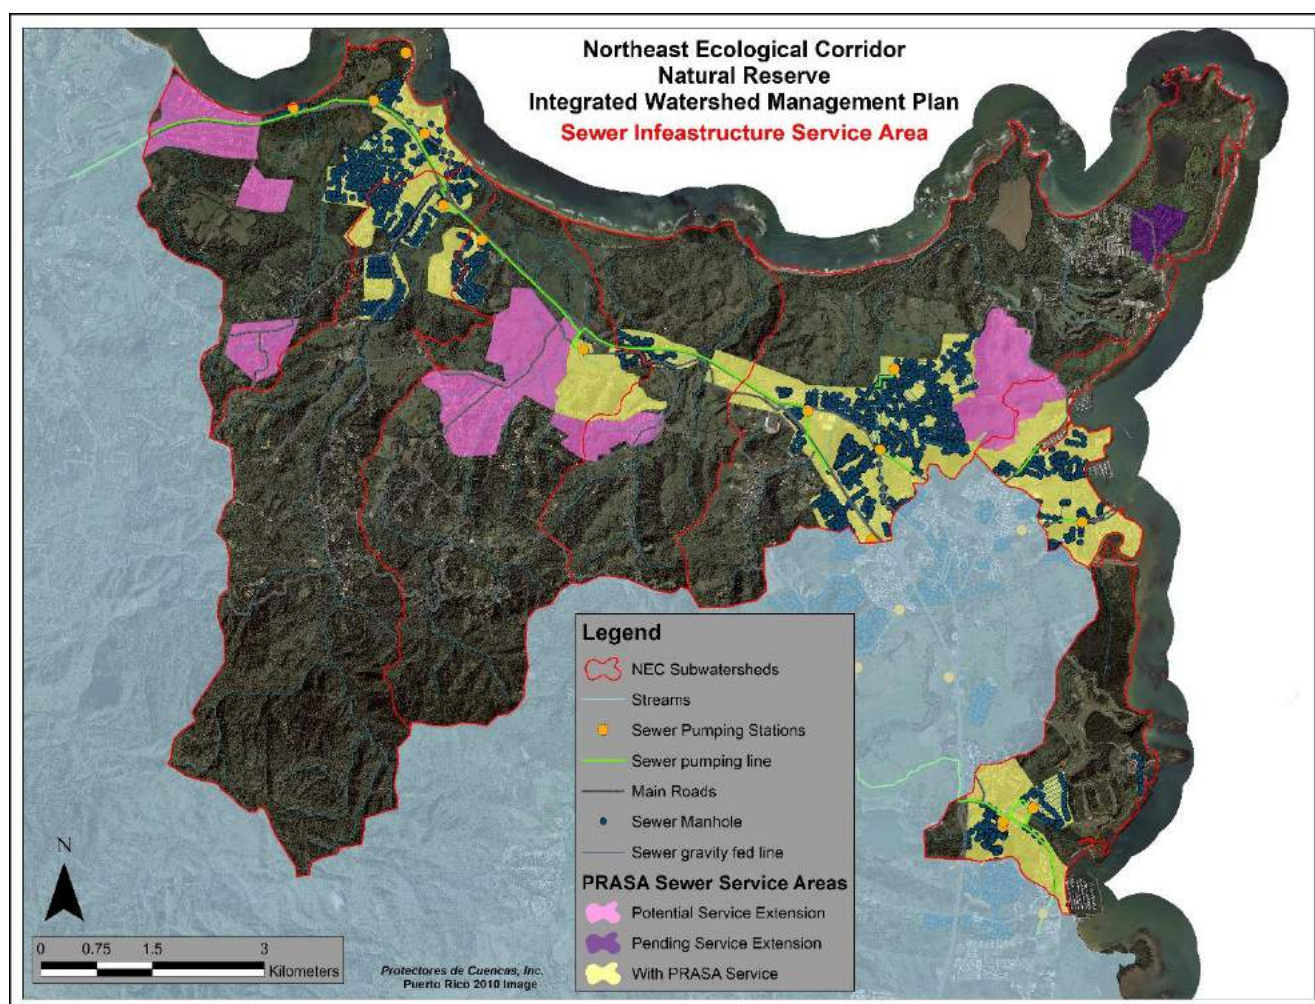 Northeast Ecological Corridor
Natural Reserve
Integrated Watershed Management Plan
Sewer Infeastructure Service Area
Legend
NEC Subwatersheds
Streams
Sewer Pumping Stations
Sewer pumping line
Main Roads
Sewer Manhole
Sewer gravity fed line
PRASA Sewer Service Areas
Potential Service Extension
Pending Service Extension
With PRASA Service
N
0 0.75 1.5 3
Kilometers
Protectores de Cuencas, Inc.
Puerto Rico 2010 Image